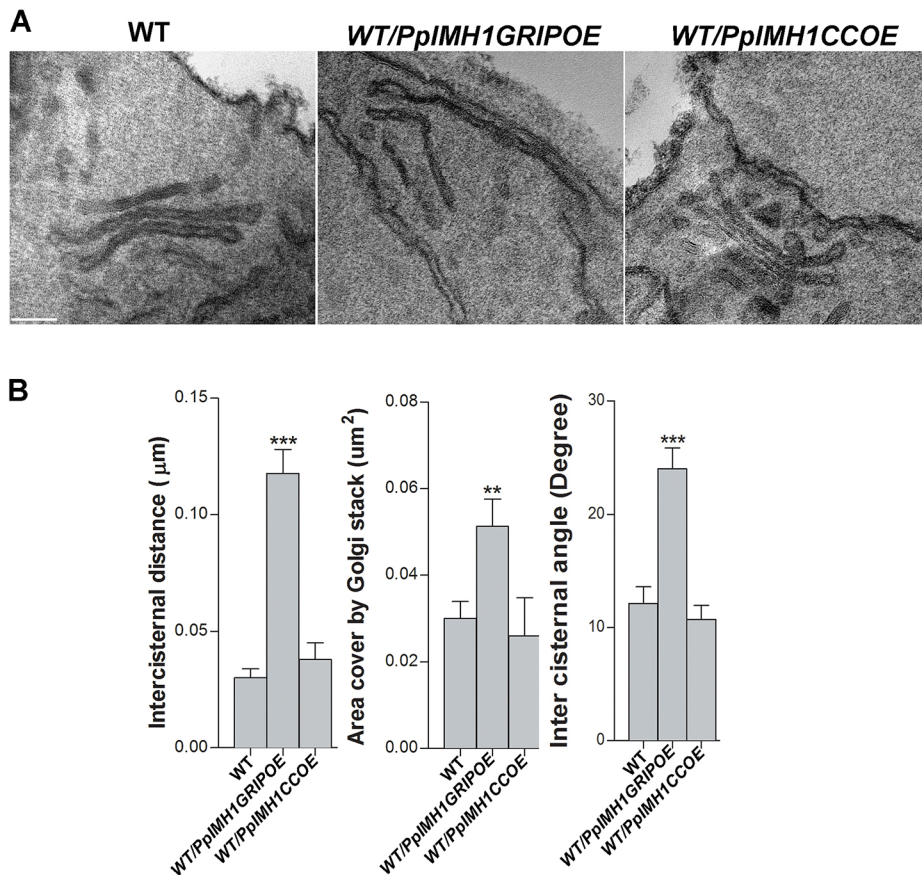 A
WT
WT/PpIMH1GRIPOE
WT/PpIMH1CCOE
B
Intercisternal distance ( μm)
0.15
0.10
0.05
0.00
***
WT
WT/PpIMH1GRIPOE
WT/PpIMH1CCOE
Area cover by Golgi stack (um²)
0.08
0.06
0.04
0.02
0.00
**
WT
WT/PpIMH1GRIPOE
WT/PpIMH1CCOE
Inter cisternal angle (Degree)
30
20
10
0
***
WT
WT/PpIMH1GRIPOE
WT/PpIMH1CCOE